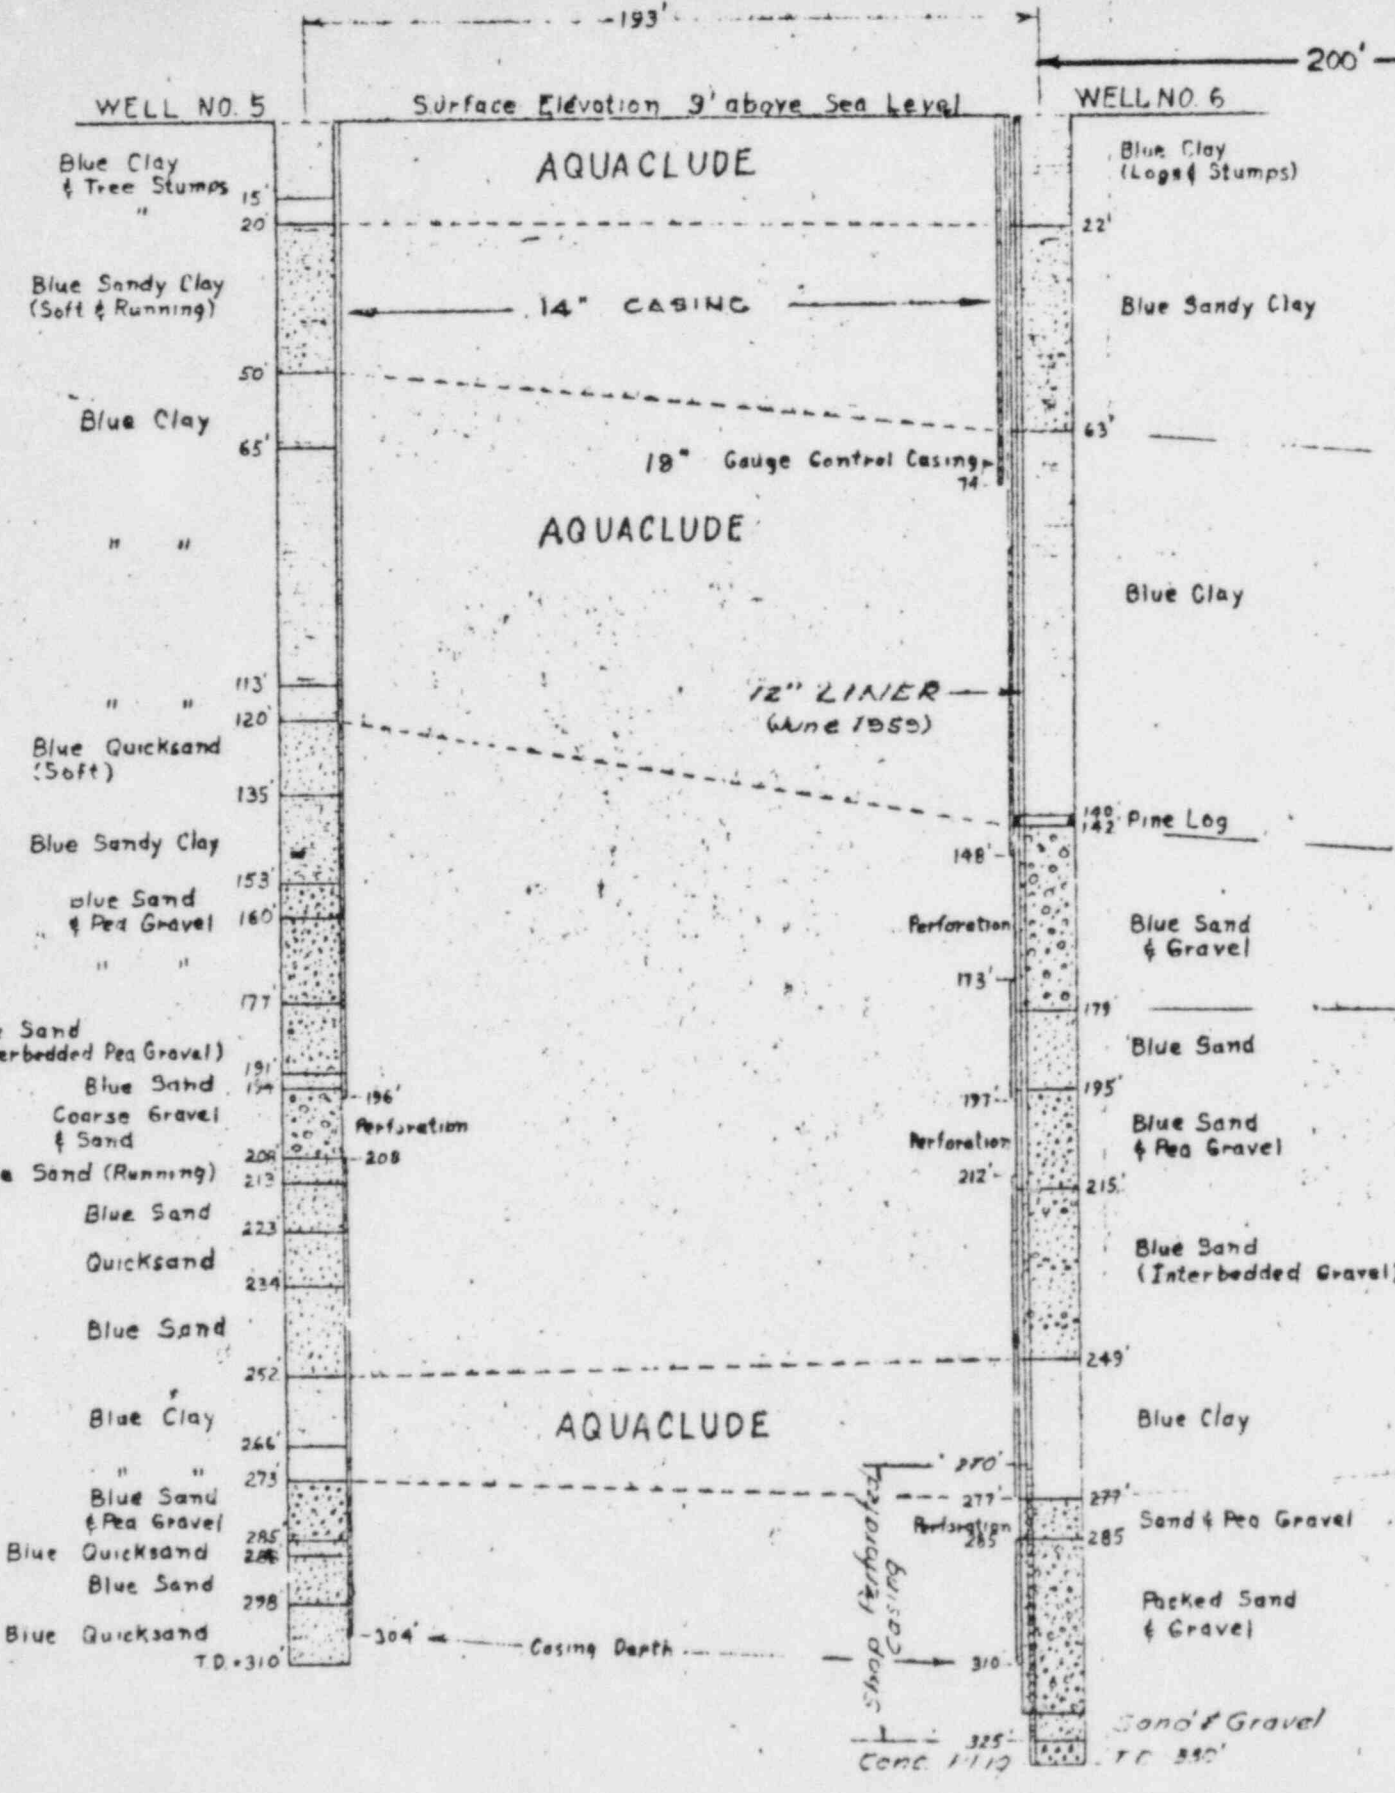 193'
200'
WELL NO. 5
Surface Elevation 9' above Sea Level
WELL NO. 6
Blue Clay
& Tree Stumps
15'
"
20'
Blue Sandy Clay
(Soft & Running)
50'
Blue Clay
65'
" "
113'
" "
120'
Blue Quicksand
(Soft)
135'
Blue Sandy Clay
153'
Blue Sand
& Pea Gravel
160'
" "
177'
Sand
erbedded Pea Gravel)
191'
Blue Sand
194
Coarse Gravel
& Sand
208'
e Sand (Running)
213'
Blue Sand
223'
Quicksand
234
Blue Sand
252'
Blue Clay
266'
" "
273'
Blue Sand
& Pea Gravel
285'
Blue Quicksand
Blue Sand
298'
Blue Quicksand
T.D. 310'
AQUACLUDE
14" CASING
18" Gauge Control Casing
74
AQUACLUDE
12" LINER
(June 1959)
196'
Perforation
208
AQUACLUDE
304'
Casing Depth
310
148'
Perforation
173'
197'
Perforation
212'
270'
277'
Perforation
285
Slap Temporary
Casing
325'
Conc. Plug
Blue Clay
(Logs & Stumps)
22'
Blue Sandy Clay
63'
Blue Clay
140'
142'
Pine Log
Blue Sand
& Gravel
179
Blue Sand
195'
Blue Sand
& Pea Gravel
215'
Blue Sand
(Interbedded Gravel)
249'
Blue Clay
277'
Sand & Pea Gravel
285
Packed Sand
& Gravel
Sand & Gravel
T.D. 330'